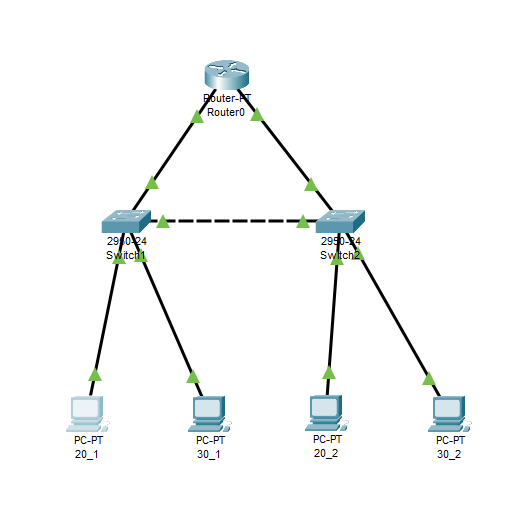 Router-PT
Router0
2950-24
Switch1
2950-24
Switch2
PC-PT
20_1
PC-PT
30_1
PC-PT
20_2
PC-PT
30_2